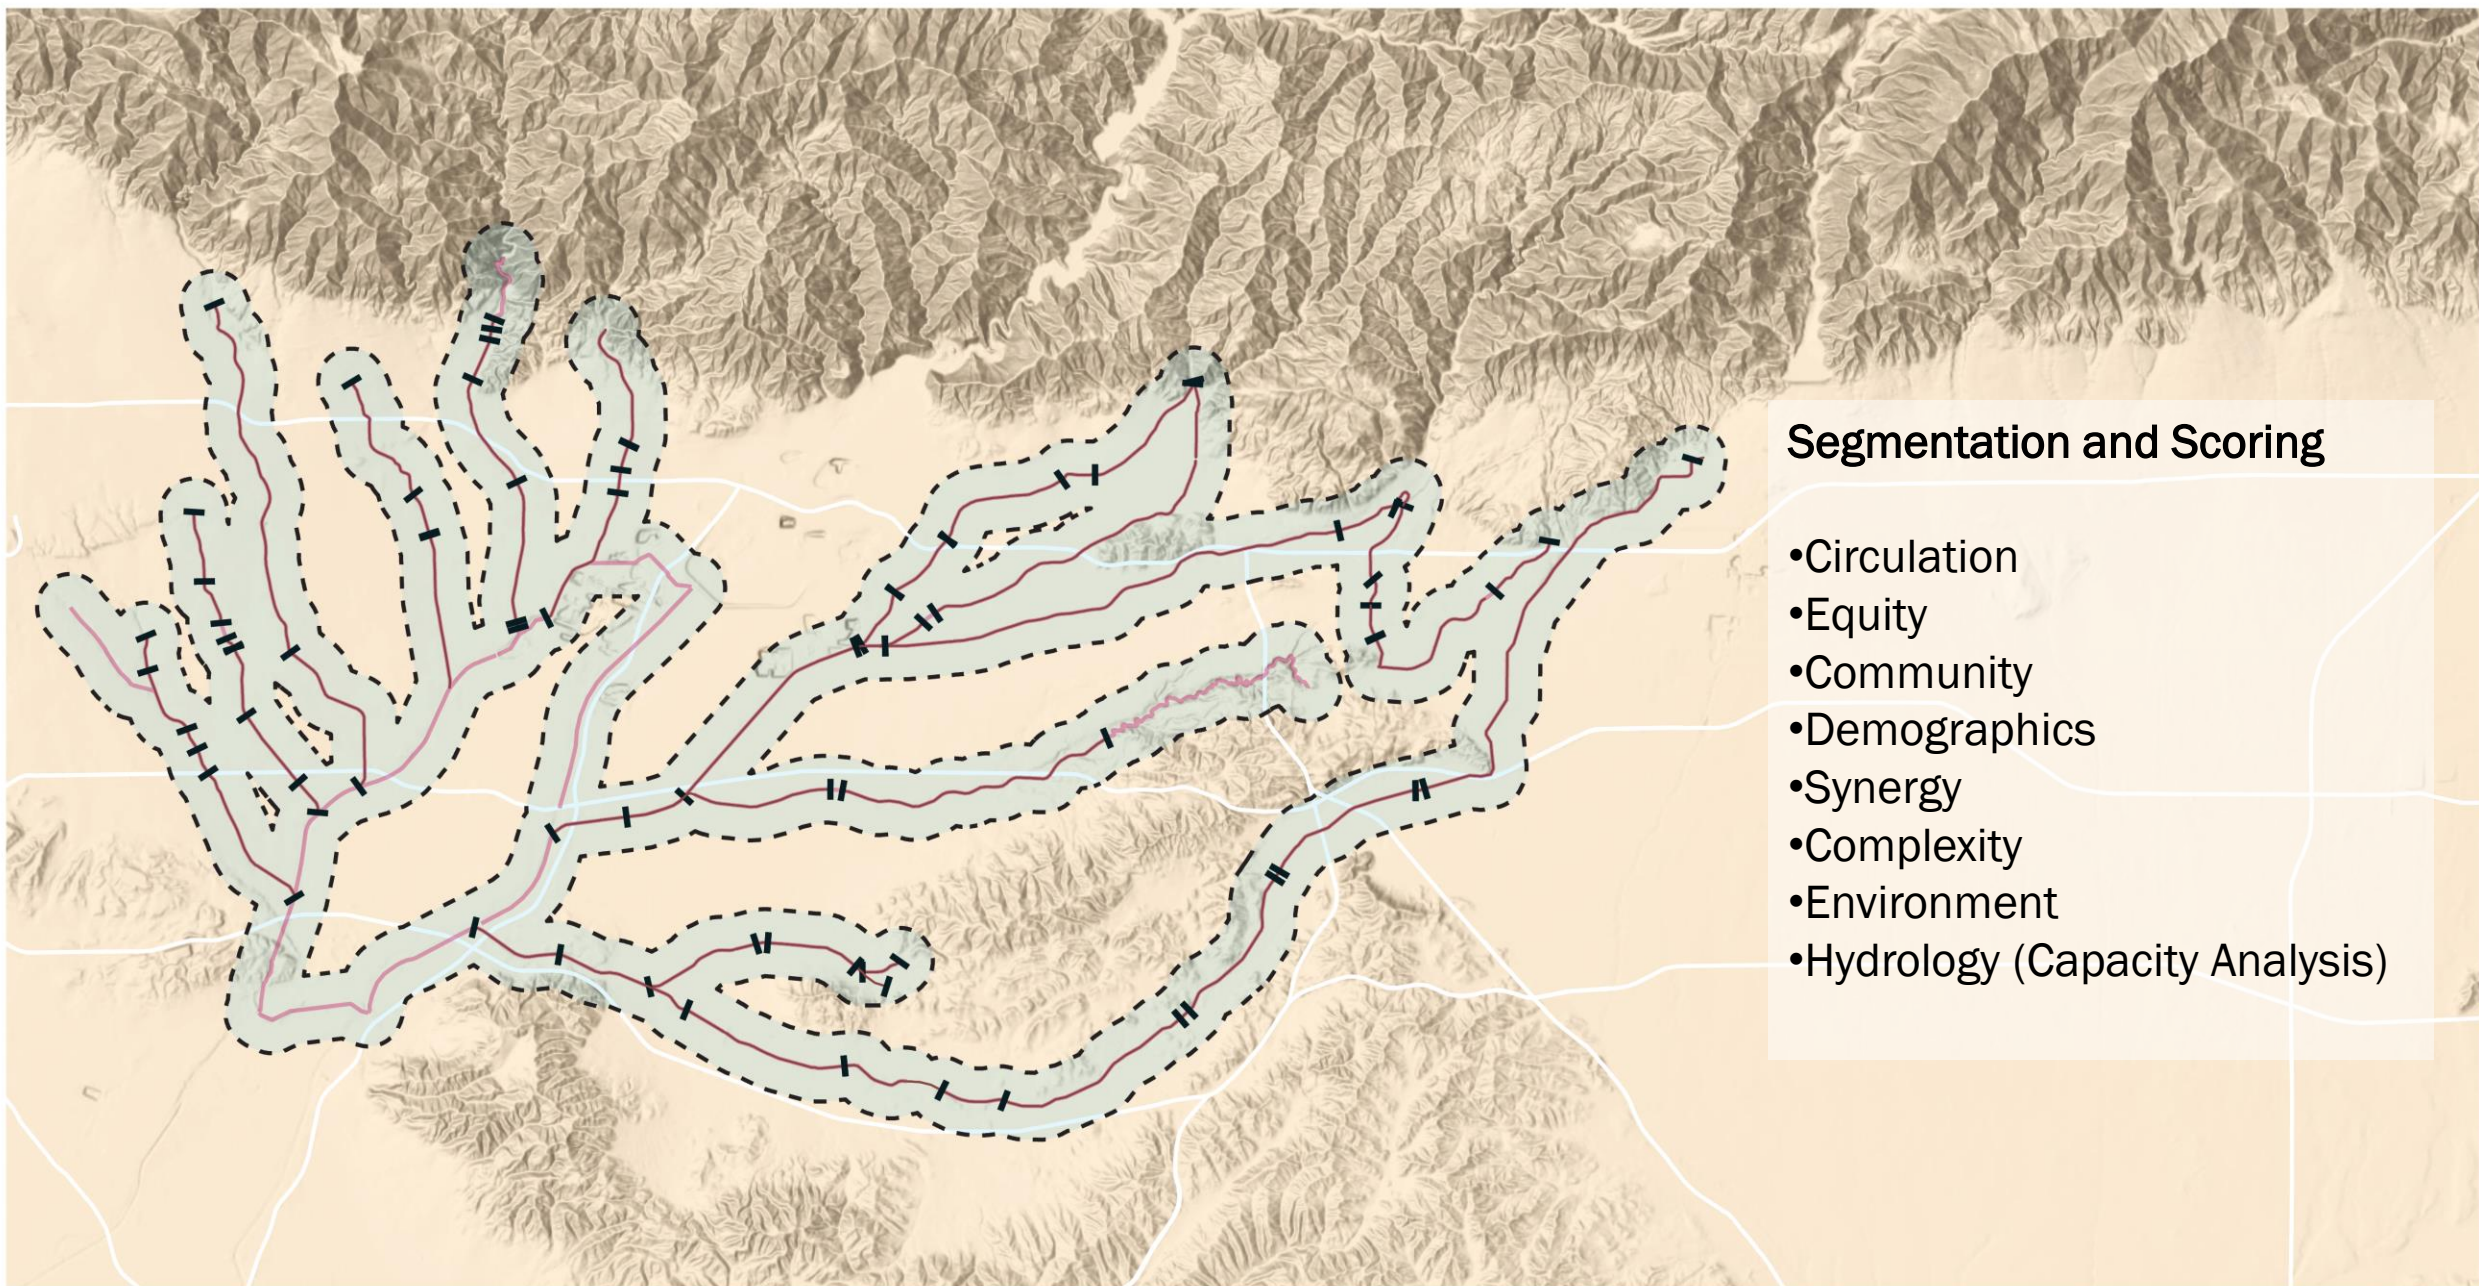 Segmentation and Scoring
•Circulation
•Equity
•Community
•Demographics
•Synergy
•Complexity
•Environment
•Hydrology (Capacity Analysis)